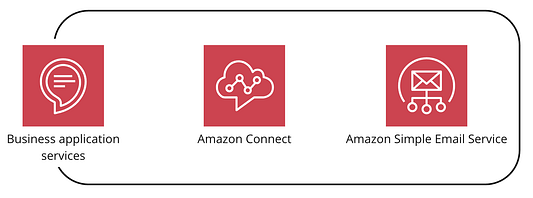 Business application
services
Amazon Connect
Amazon Simple Email Service